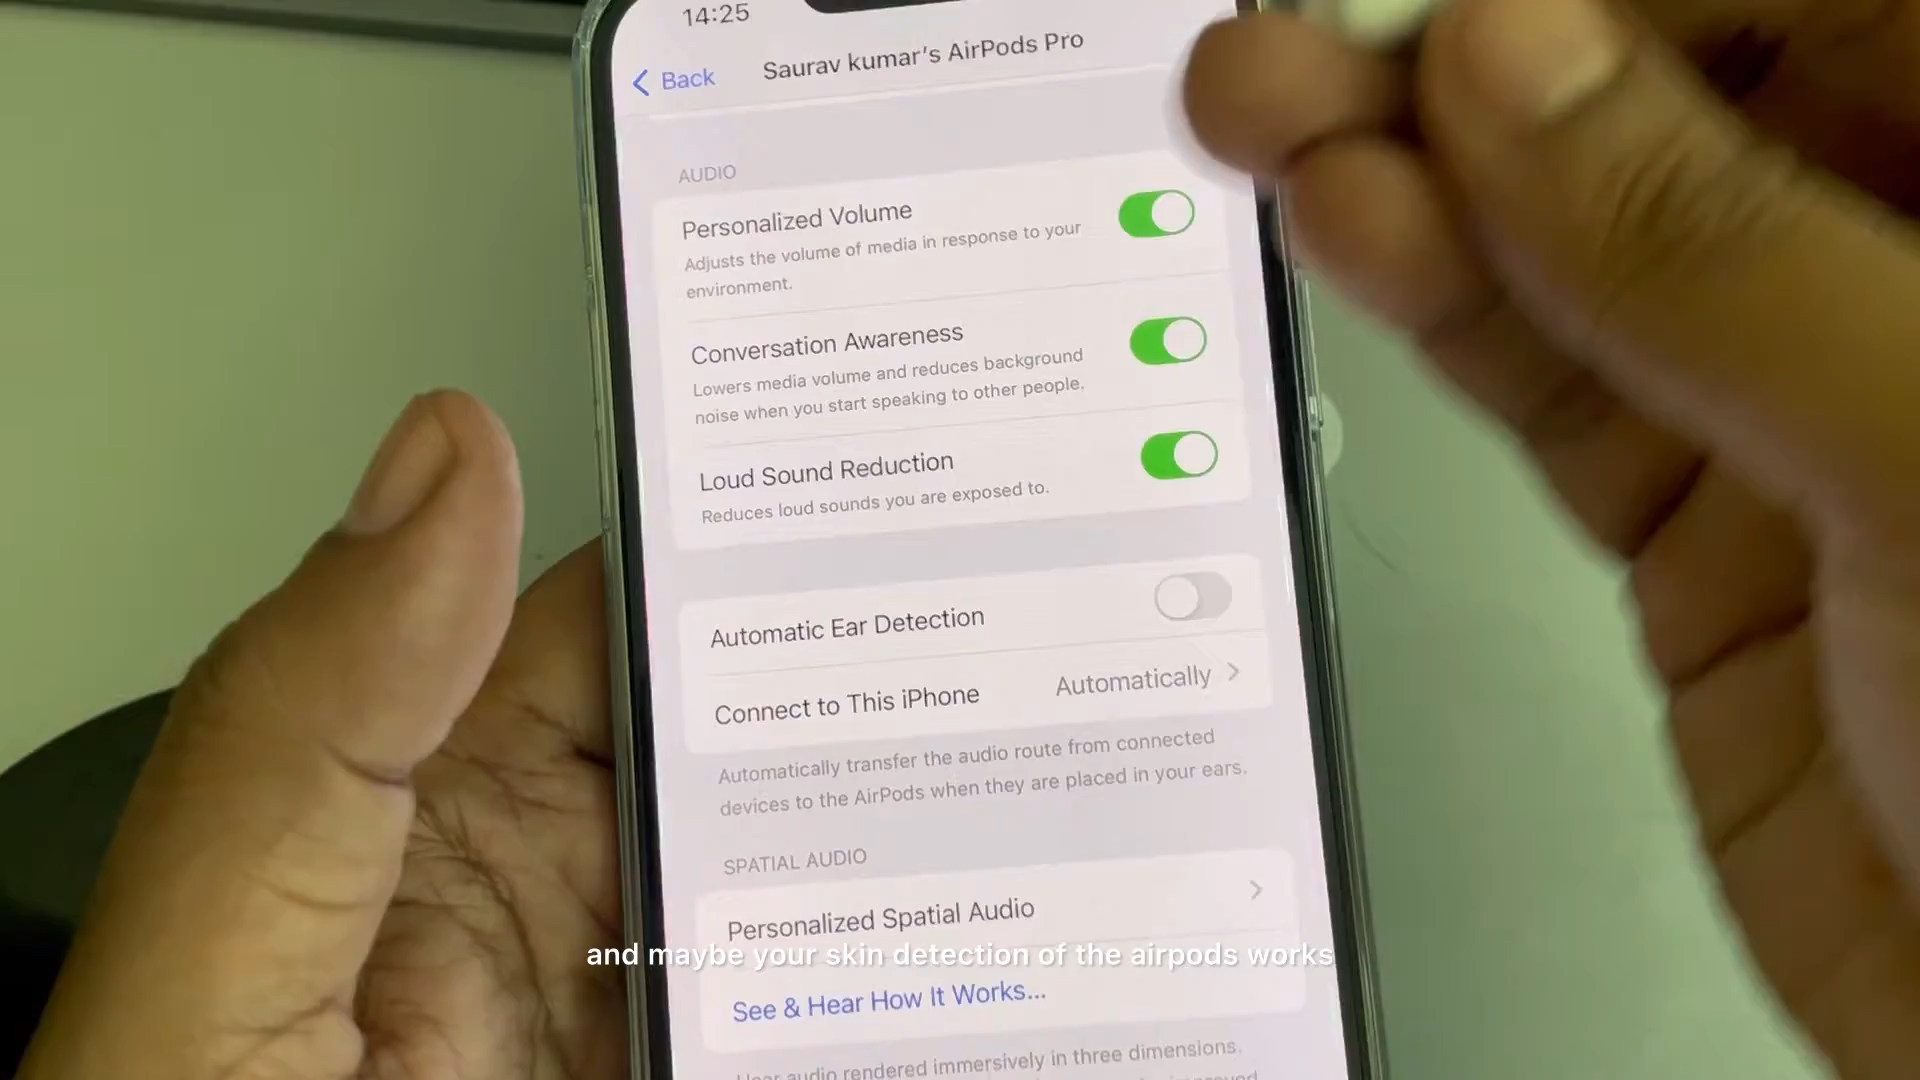 14:25
Back
Saurav kumar's AirPods Pro
AUDIO
Personalized Volume
Adjusts the volume of media in response to your
environment.
Conversation Awareness
Lowers media volume and reduces background
noise when you start speaking to other people.
Loud Sound Reduction
Reduces loud sounds you are exposed to.
Automatic Ear Detection
Connect to This iPhone Automatically
Automatically transfer the audio route from connected
devices to the AirPods when they are placed in your ears.
SPATIAL AUDIO
Personalized Spatial Audio
and maybe your skin detection of the airpods works
See & Hear How It Works...
audio rendered immersively in three dimensions.